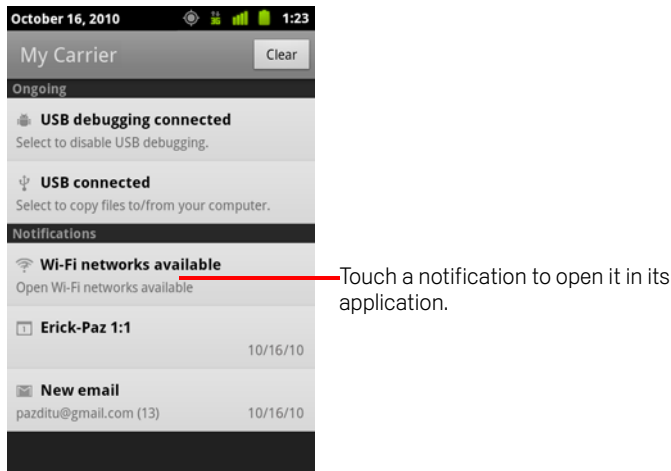 October 16, 2010 3G 1:23
My Carrier Clear
Ongoing
USB debugging connected
Select to disable USB debugging.
USB connected
Select to copy files to/from your computer.
Notifications
Wi-Fi networks available
Open Wi-Fi networks available
Touch a notification to open it in its
application.
1 Erick-Paz 1:1
10/16/10
New email
pazditu@gmail.com (13) 10/16/10